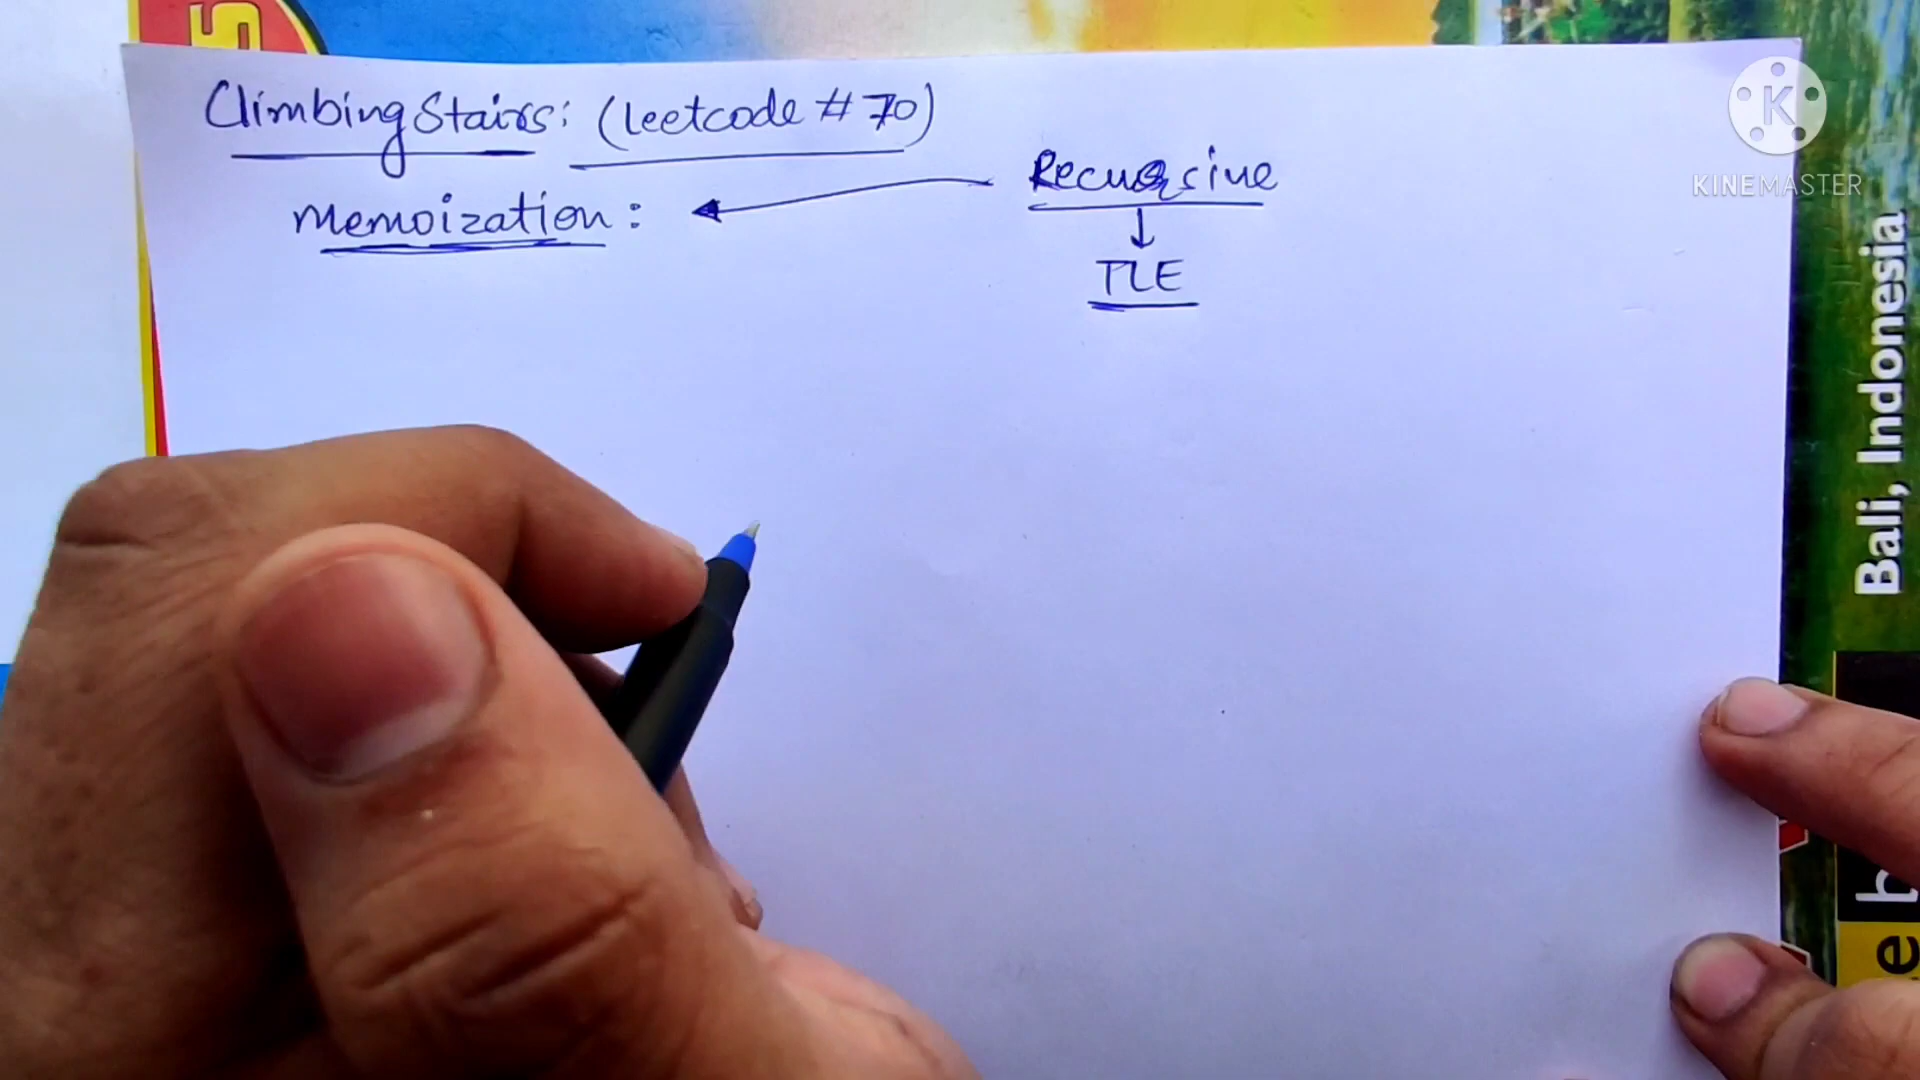 Climbing Stairs: (leetcode # 70)
Recursive
memoization:
TLE
KINEMASTER
Bali, Indonesia